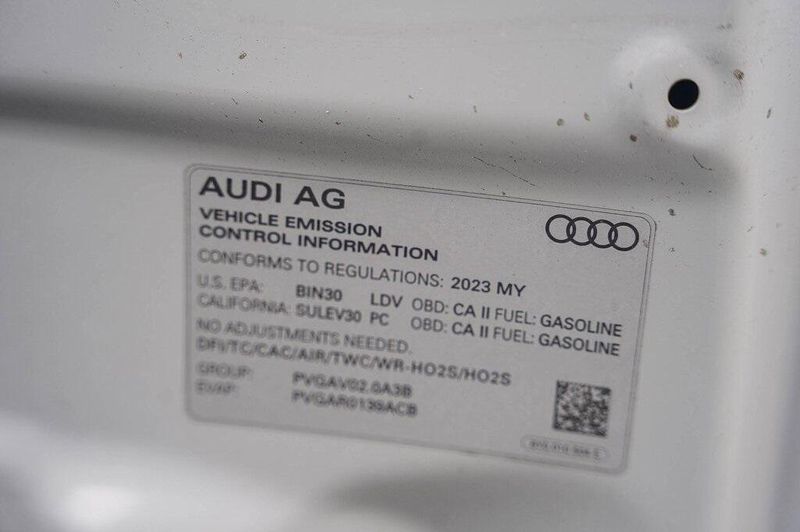 AUDI AG
VEHICLE EMISSION
CONTROL INFORMATION
CONFORMS TO REGULATIONS: 2023 MY
U.S. EPA: BIN30 LDV OBD: CA II FUEL: GASOLINE
CALIFORNIA: SULEV30 PC OBD: CA II FUEL: GASOLINE
NO ADJUSTMENTS NEEDED.
DFI/TC/CAC/AIR/TWC/WR-HO2S/HO2S
GROUP: PVGAV02.0A3B
EVAP: PVGAR0139ACB